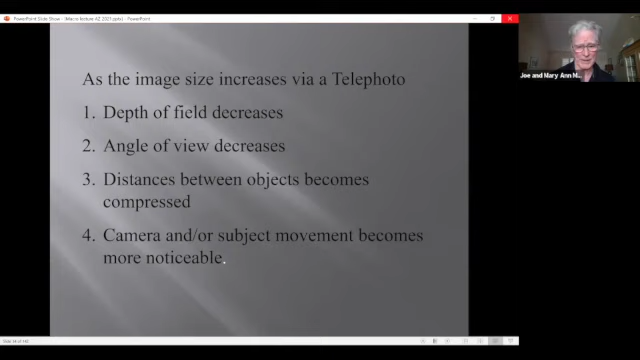 PowerPoint Slide Show - [Macro lecture AZ 2021.pptx]
As the image size increases via a Telephoto
1. Depth of field decreases
2. Angle of view decreases
3. Distances between objects becomes
compressed
4. Camera and/or subject movement becomes
more noticeable.
Joe and Mary Ann M...